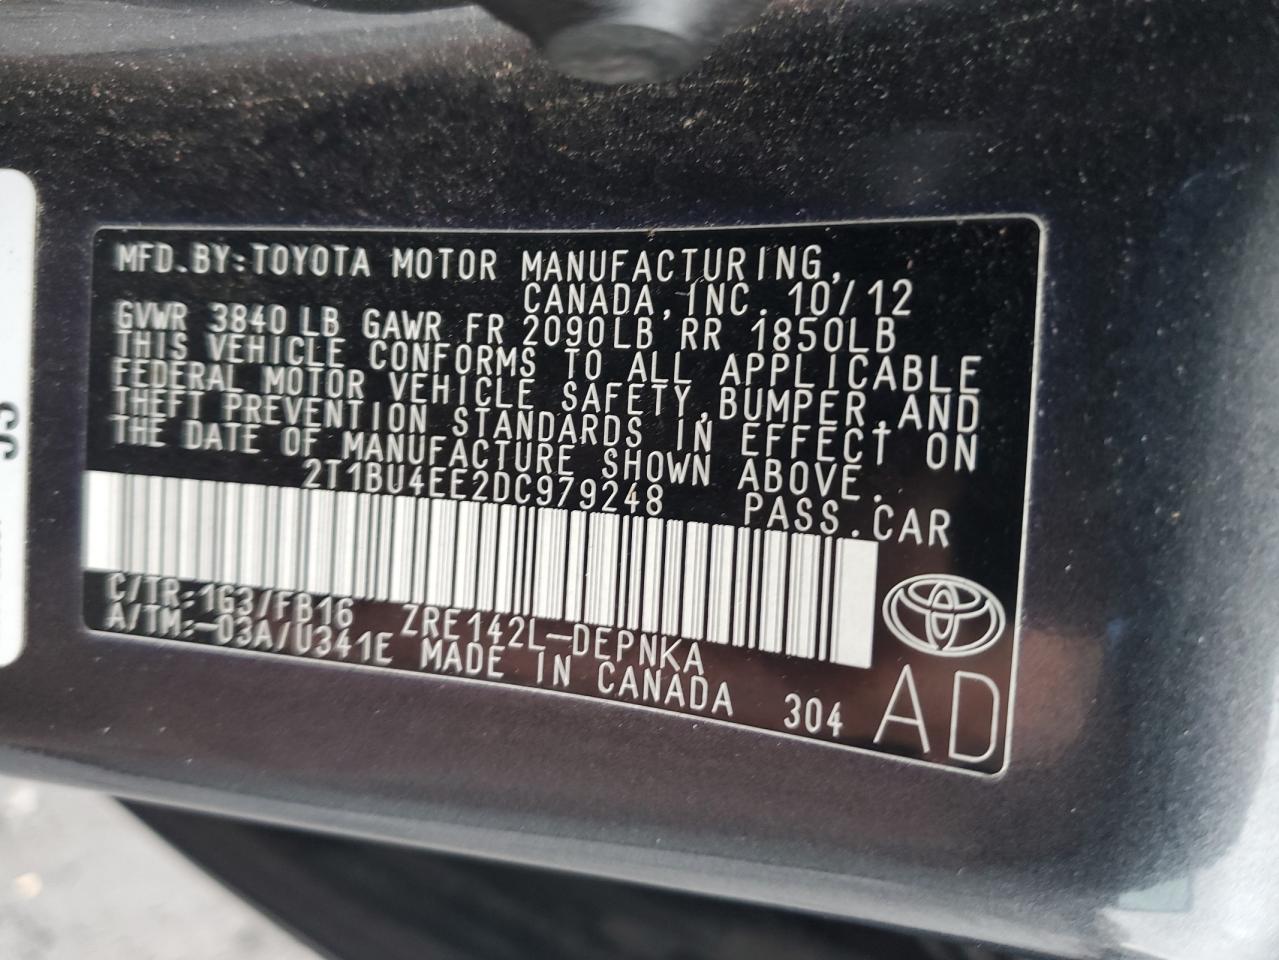 MFD.BY:TOYOTA MOTOR MANUFACTURING,
CANADA,INC. 10/12
GVWR 3840LB GAWR FR 2090LB RR 1850LB
THIS VEHICLE CONFORMS TO ALL APPLICABLE
FEDERAL MOTOR VEHICLE SAFETY,BUMPER,AND
THEFT PREVENTION STANDARDS IN EFFECT ON
THE DATE OF MANUFACTURE SHOWN ABOVE.
2T1BU4EE2DC979248 PASS.CAR
C/TR:1G3/FB16 ZRE142L-DEPNKA
A/TM:-03A/U341E MADE IN CANADA 304
AD